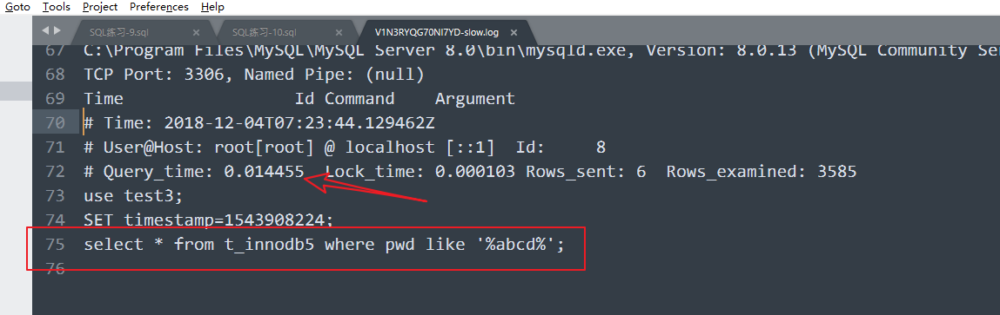 Goto Tools Project Preferences Help
SQL练习-9.sql × SQL练习-10.sql × V1N3RYQG70NI7YD-slow.log ×
67 C:\Program Files\MySQL\MySQL Server 8.0\bin\mysqld.exe, Version: 8.0.13 (MySQL Community Se
68 TCP Port: 3306, Named Pipe: (null)
69 Time                 Id Command    Argument
70 # Time: 2018-12-04T07:23:44.129462Z
71 # User@Host: root[root] @ localhost [::1]  Id:     8
72 # Query_time: 0.014455  Lock_time: 0.000103 Rows_sent: 6  Rows_examined: 3585
73 use test3;
74 SET timestamp=1543908224;
75 select * from t_innodb5 where pwd like '%abcd%';
76